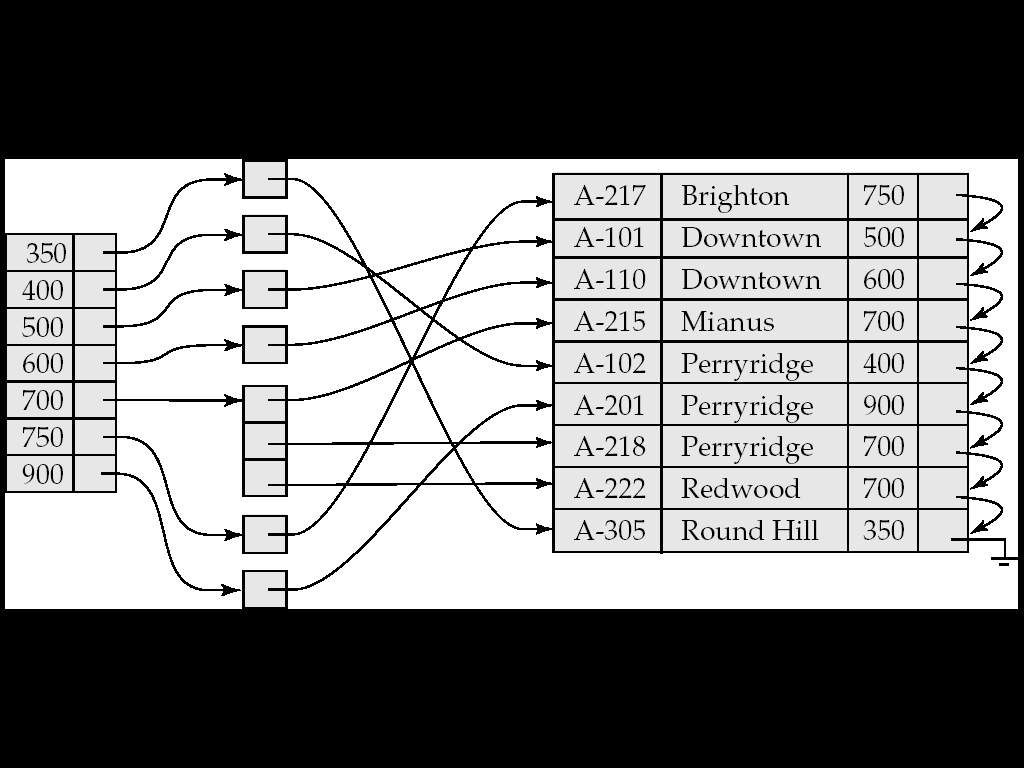 350
400
500
600
700
750
900
A-217 Brighton 750
A-101 Downtown 500
A-110 Downtown 600
A-215 Mianus 700
A-102 Perryridge 400
A-201 Perryridge 900
A-218 Perryridge 700
A-222 Redwood 700
A-305 Round Hill 350